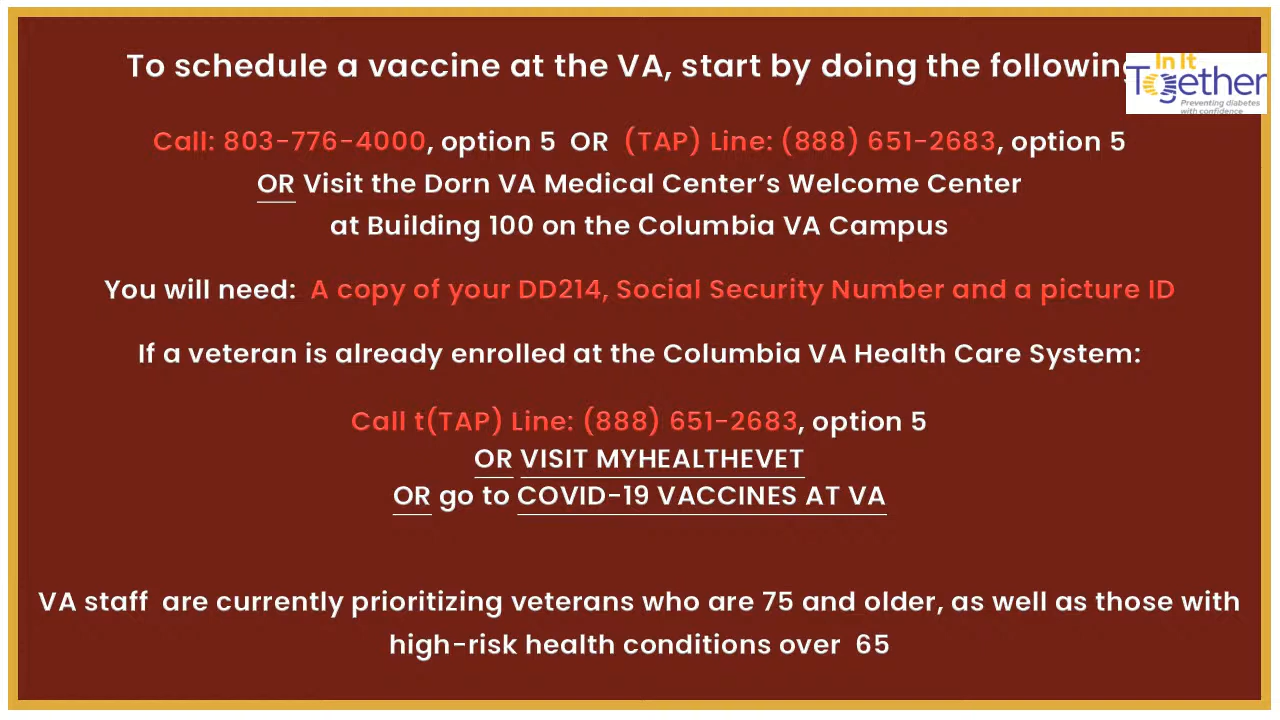 To schedule a vaccine at the VA, start by doing the following
In It
Together
Preventing diabetes
with confidence
Call: 803-776-4000, option 5 OR (TAP) Line: (888) 651-2683, option 5
OR Visit the Dorn VA Medical Center’s Welcome Center
at Building 100 on the Columbia VA Campus
You will need: A copy of your DD214, Social Security Number and a picture ID
If a veteran is already enrolled at the Columbia VA Health Care System:
Call t(TAP) Line: (888) 651-2683, option 5
OR VISIT MYHEALTHEVET
OR go to COVID-19 VACCINES AT VA
VA staff are currently prioritizing veterans who are 75 and older, as well as those with
high-risk health conditions over 65